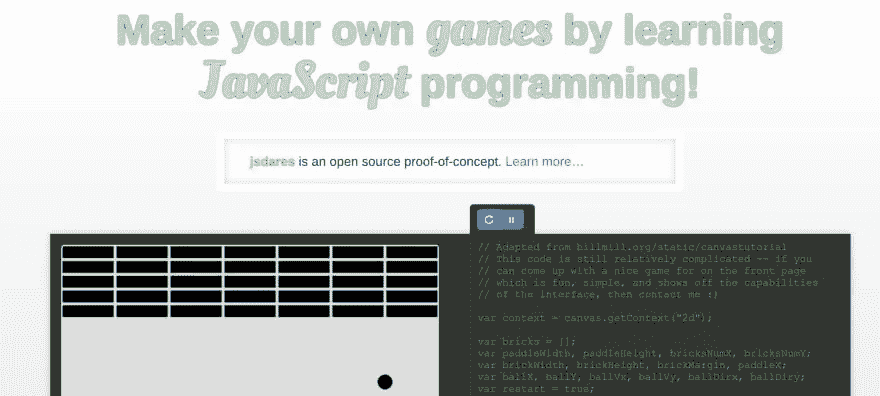 Make your own games by learning
JavaScript programming!
jsdares is an open source proof-of-concept. Learn more…
// Adapted from billmill.org/static/canvastutorial
// This code is still relatively complicated -- if you
// can come up with a nice game for on the front page
// which is fun, simple, and shows off the capabilities
// of the interface, then contact me :)
var context = canvas.getContext("2d");
var bricks = [];
var paddleWidth, paddleHeight, bricksNumX, bricksNumY;
var brickWidth, brickHeight, brickMargin, paddleX;
var ballX, ballY, ballVx, ballVy, ballDirx, ballDiry;
var restart = true;